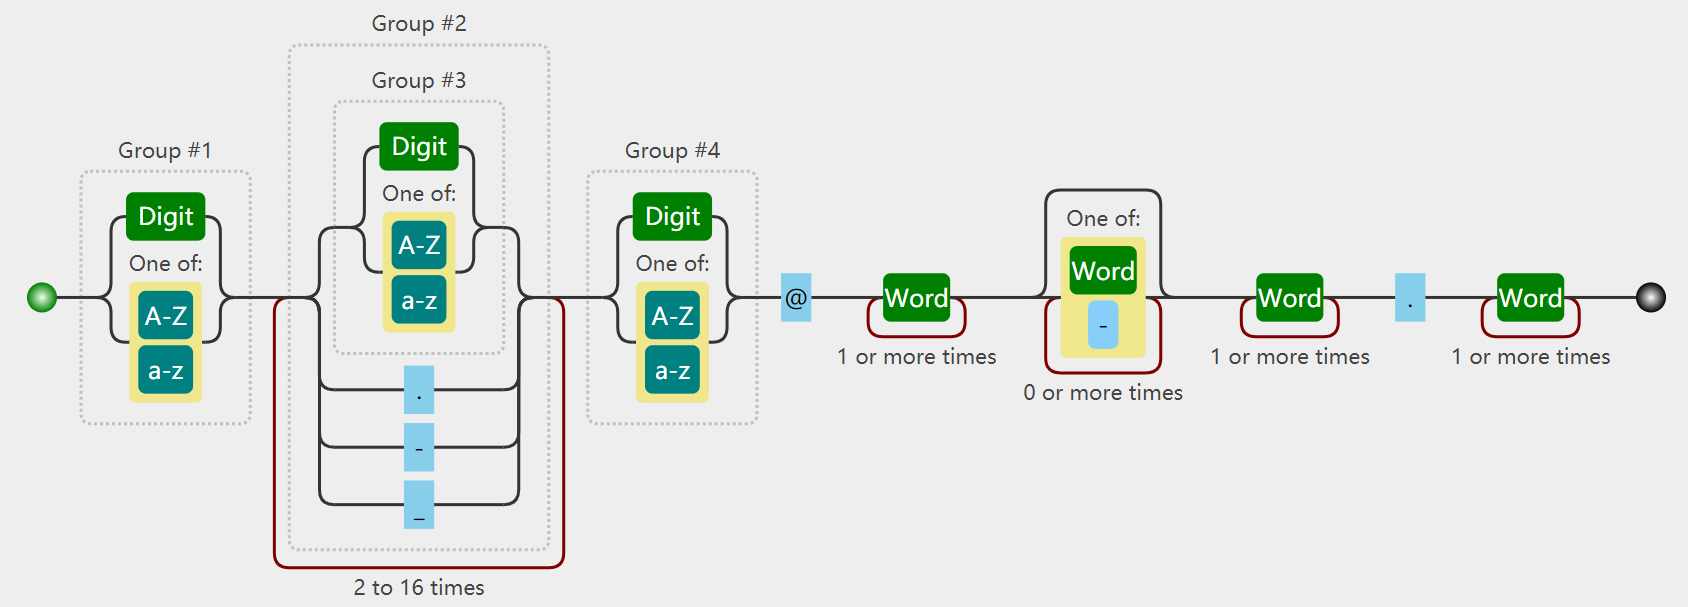 Group #1
Digit
One of:
A-Z
a-z
Group #2
Group #3
Digit
One of:
A-Z
a-z
.
-
_
2 to 16 times
Group #4
Digit
One of:
A-Z
a-z
@
Word
1 or more times
One of:
Word
-
0 or more times
Word
1 or more times
.
Word
1 or more times